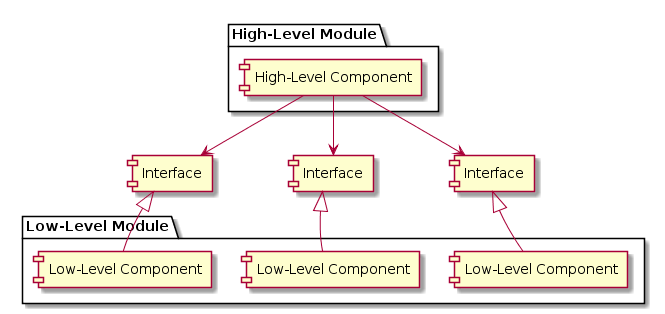 High-Level Module
High-Level Component
Interface
Interface
Interface
Low-Level Module
Low-Level Component
Low-Level Component
Low-Level Component